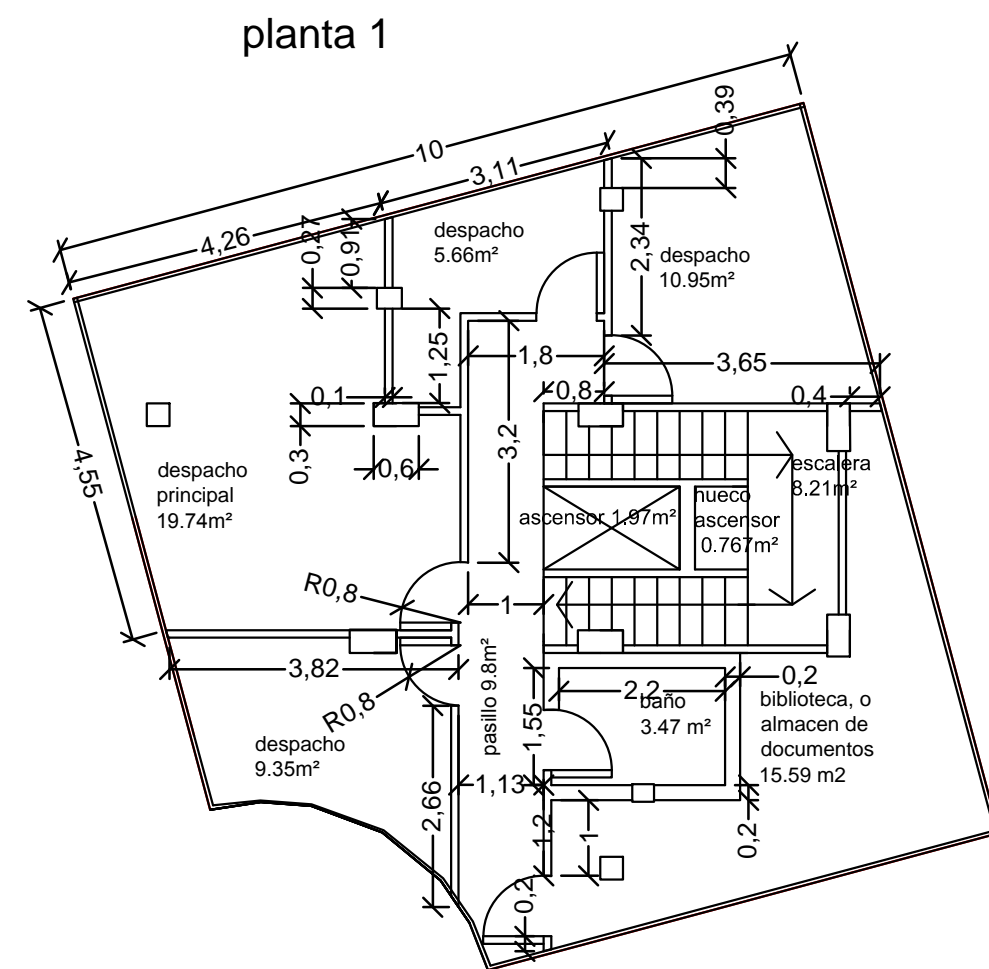 planta 1
10
3,11
4,26
0,39
0,27
0,91
despacho
5.66m²
2,34
despacho
10.95m²
1,25
1,8
3,65
0,1
0,8
0,4
4,55
0,3
0,6
3,2
despacho
principal
19.74m²
escalera
8.21m²
ascensor 1.97m²
hueco
ascensor
0.767m²
R0,8
1
3,82
R0,8
pasillo 9.8m²
1,55
2,2
0,2
baño
3.47 m²
biblioteca, o
almacen de
documentos
15.59 m2
despacho
9.35m²
2,66
1,13
1,2
1
0,2
0,2